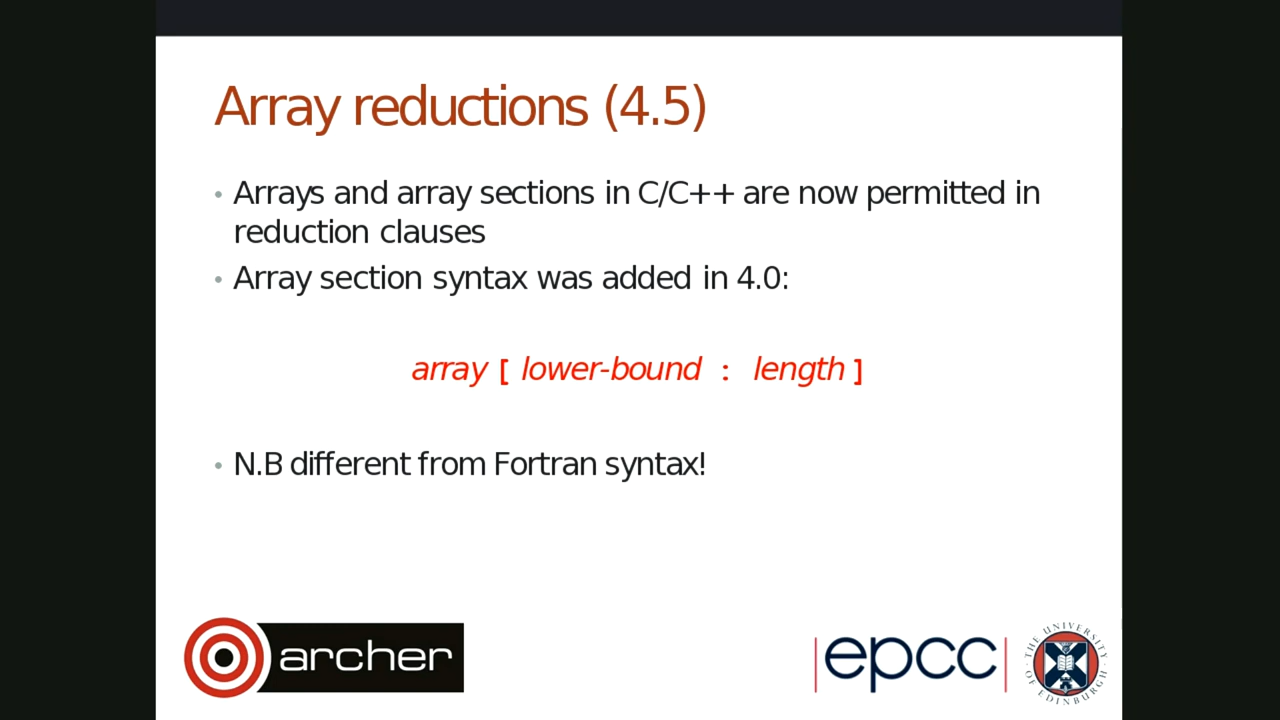 Array reductions (4.5)
• Arrays and array sections in C/C++ are now permitted in
reduction clauses
• Array section syntax was added in 4.0:
array [ lower-bound : length ]
• N.B different from Fortran syntax!
archer
|epcc|
THE UNIVERSITY
OF EDINBURGH